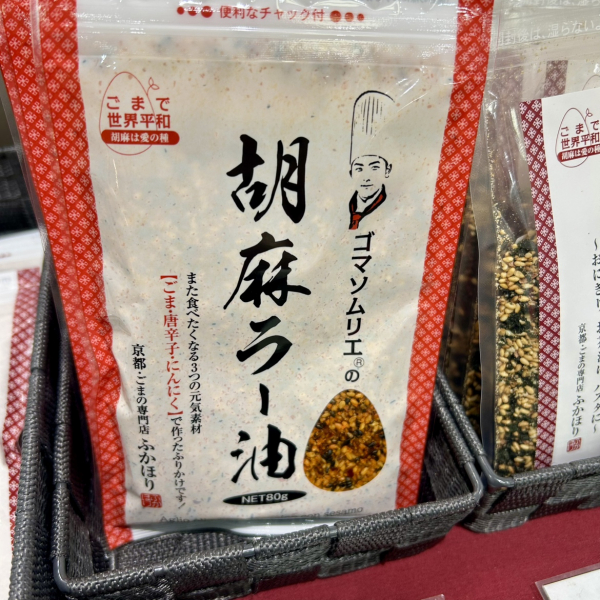 便利なチャック付
ごまで
世界平和
胡麻は愛の種
ゴマソムリエ®の
胡麻ラー油
また食べたくなる3つの元気素材
【ごま・唐辛子・にんにく】で作ったふりかけです!
京都・ごまの専門店 ふかほり
NET80g
ごまで
世界平和
胡麻は愛の種
京都・ごまの専門店 ふかほり